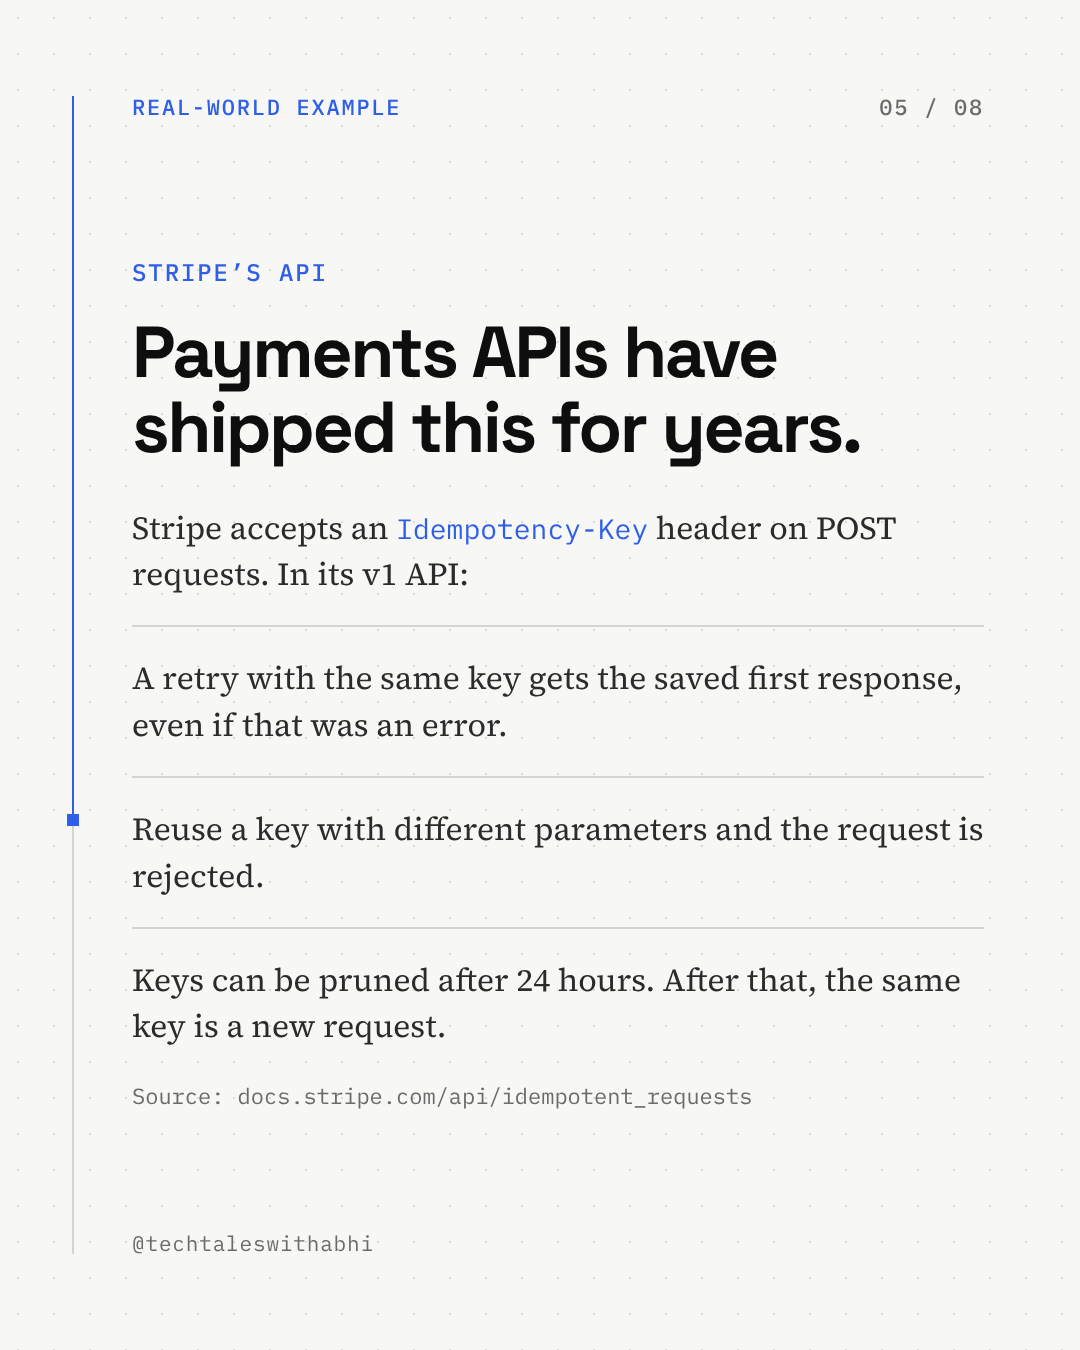 REAL-WORLD EXAMPLE
05 / 08
STRIPE’S API
Payments APIs have
shipped this for years.
Stripe accepts an Idempotency-Key header on POST
requests. In its v1 API:
A retry with the same key gets the saved first response,
even if that was an error.
Reuse a key with different parameters and the request is
rejected.
Keys can be pruned after 24 hours. After that, the same
key is a new request.
Source: docs.stripe.com/api/idempotent_requests
@techtaleswithabhi